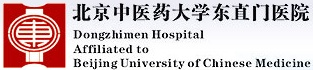 北京中医药大学东直门医院
Dongzhimen Hospital
Affiliated to
Beijing University of Chinese Medicine